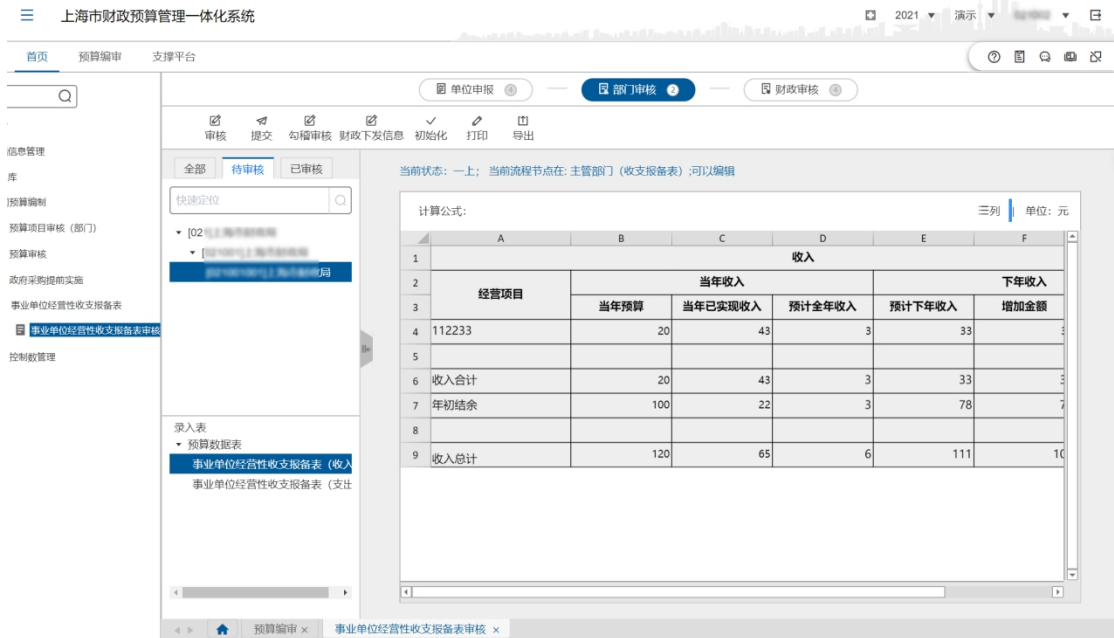 上海市财政预算管理一体化系统
2021 演示
首页 预算编审 支撑平台
单位申报 4 部门审核 2 财政审核 4
审核 提交 勾稽审核 财政下发信息 初始化 打印 导出
信息管理
库
预算编制
预算项目审核（部门）
预算审核
政府采购提前实施
事业单位经营性收支报备表
事业单位经营性收支报备表审核
控制数管理
全部 待审核 已审核
快速定位
[02
局
录入表
预算数据表
事业单位经营性收支报备表（收入
事业单位经营性收支报备表（支出
当前状态：一上；当前流程节点在: 主管部门（收支报备表）;可以编辑
计算公式: 三列 单位：元
A B C D E F
1 收入
2 经营项目 当年收入 下年收入
3 当年预算 当年已实现收入 预计全年收入 预计下年收入 增加金额
4 112233 20 43 3 33
5
6 收入合计 20 43 3 33
7 年初结余 100 22 3 78
8
9 收入总计 120 65 6 111 10
预算编审 × 事业单位经营性收支报备表审核 ×